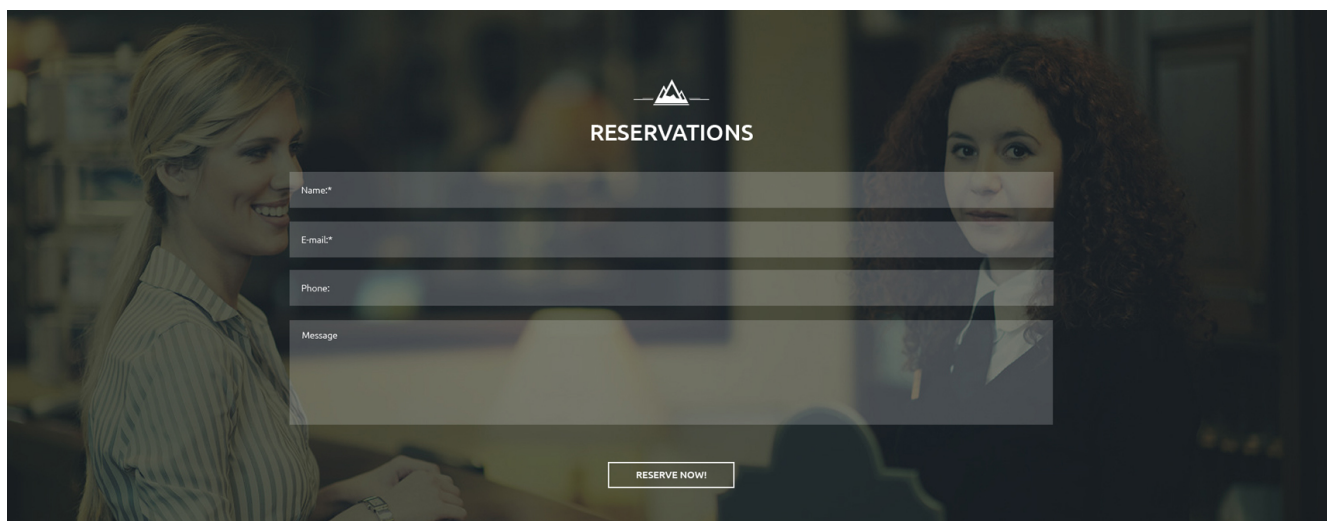 RESERVATIONS
Name:*
E-mail:*
Phone:
Message
RESERVE NOW!